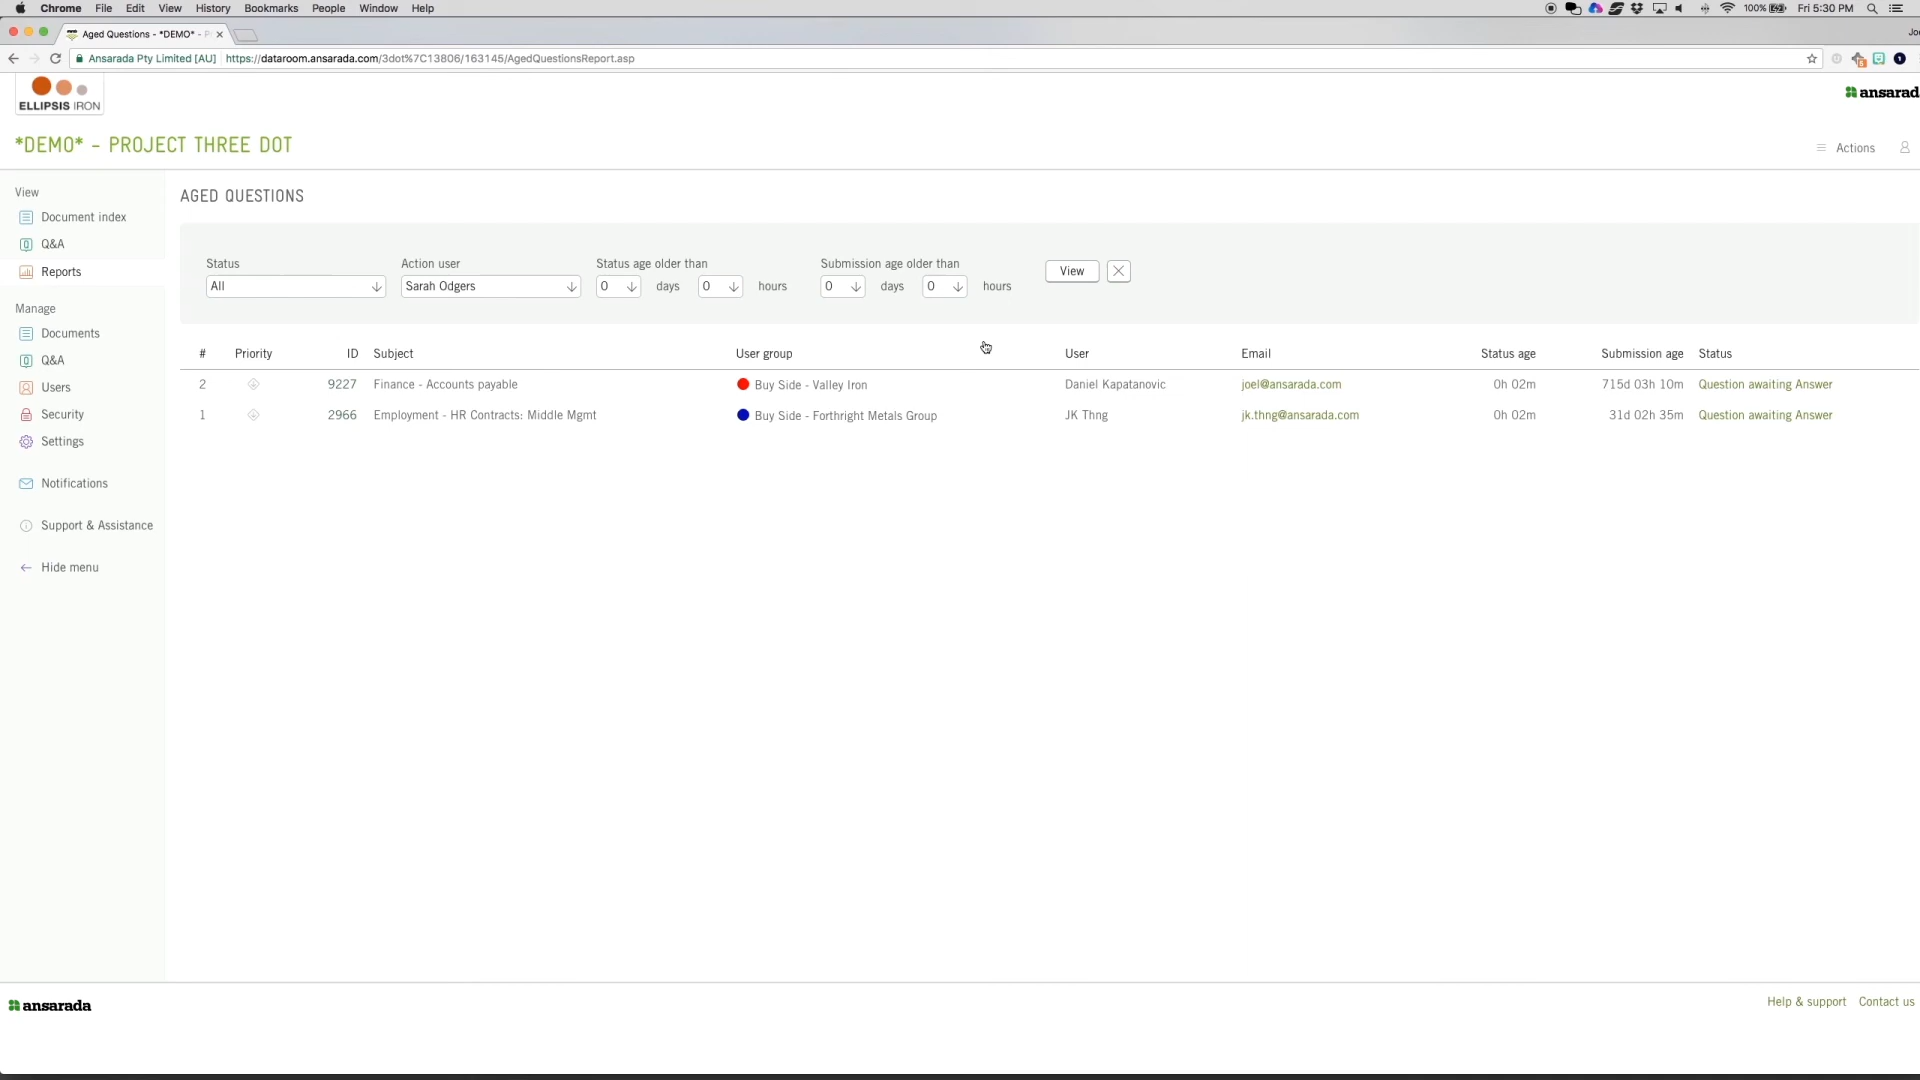 Chrome File Edit View History Bookmarks People Window Help 100% Fri 5:30 PM
Aged Questions - *DEMO* - P
Ansarada Pty Limited [AU] https://dataroom.ansarada.com/3dot%7C13806/163145/AgedQuestionsReport.asp
ELLIPSIS IRON
ansarad
*DEMO* - PROJECT THREE DOT
Actions
View
Document index
Q&A
Reports
Manage
Documents
Q&A
Users
Security
Settings
Notifications
Support & Assistance
Hide menu
AGED QUESTIONS
Status Action user Status age older than Submission age older than
All Sarah Odgers 0 days 0 hours 0 days 0 hours View
# Priority ID Subject User group User Email Status age Submission age Status
2 9227 Finance - Accounts payable Buy Side - Valley Iron Daniel Kapatanovic joel@ansarada.com 0h 02m 715d 03h 10m Question awaiting Answer
1 2966 Employment - HR Contracts: Middle Mgmt Buy Side - Forthright Metals Group JK Thng jk.thng@ansarada.com 0h 02m 31d 02h 35m Question awaiting Answer
ansarada
Help & support Contact us